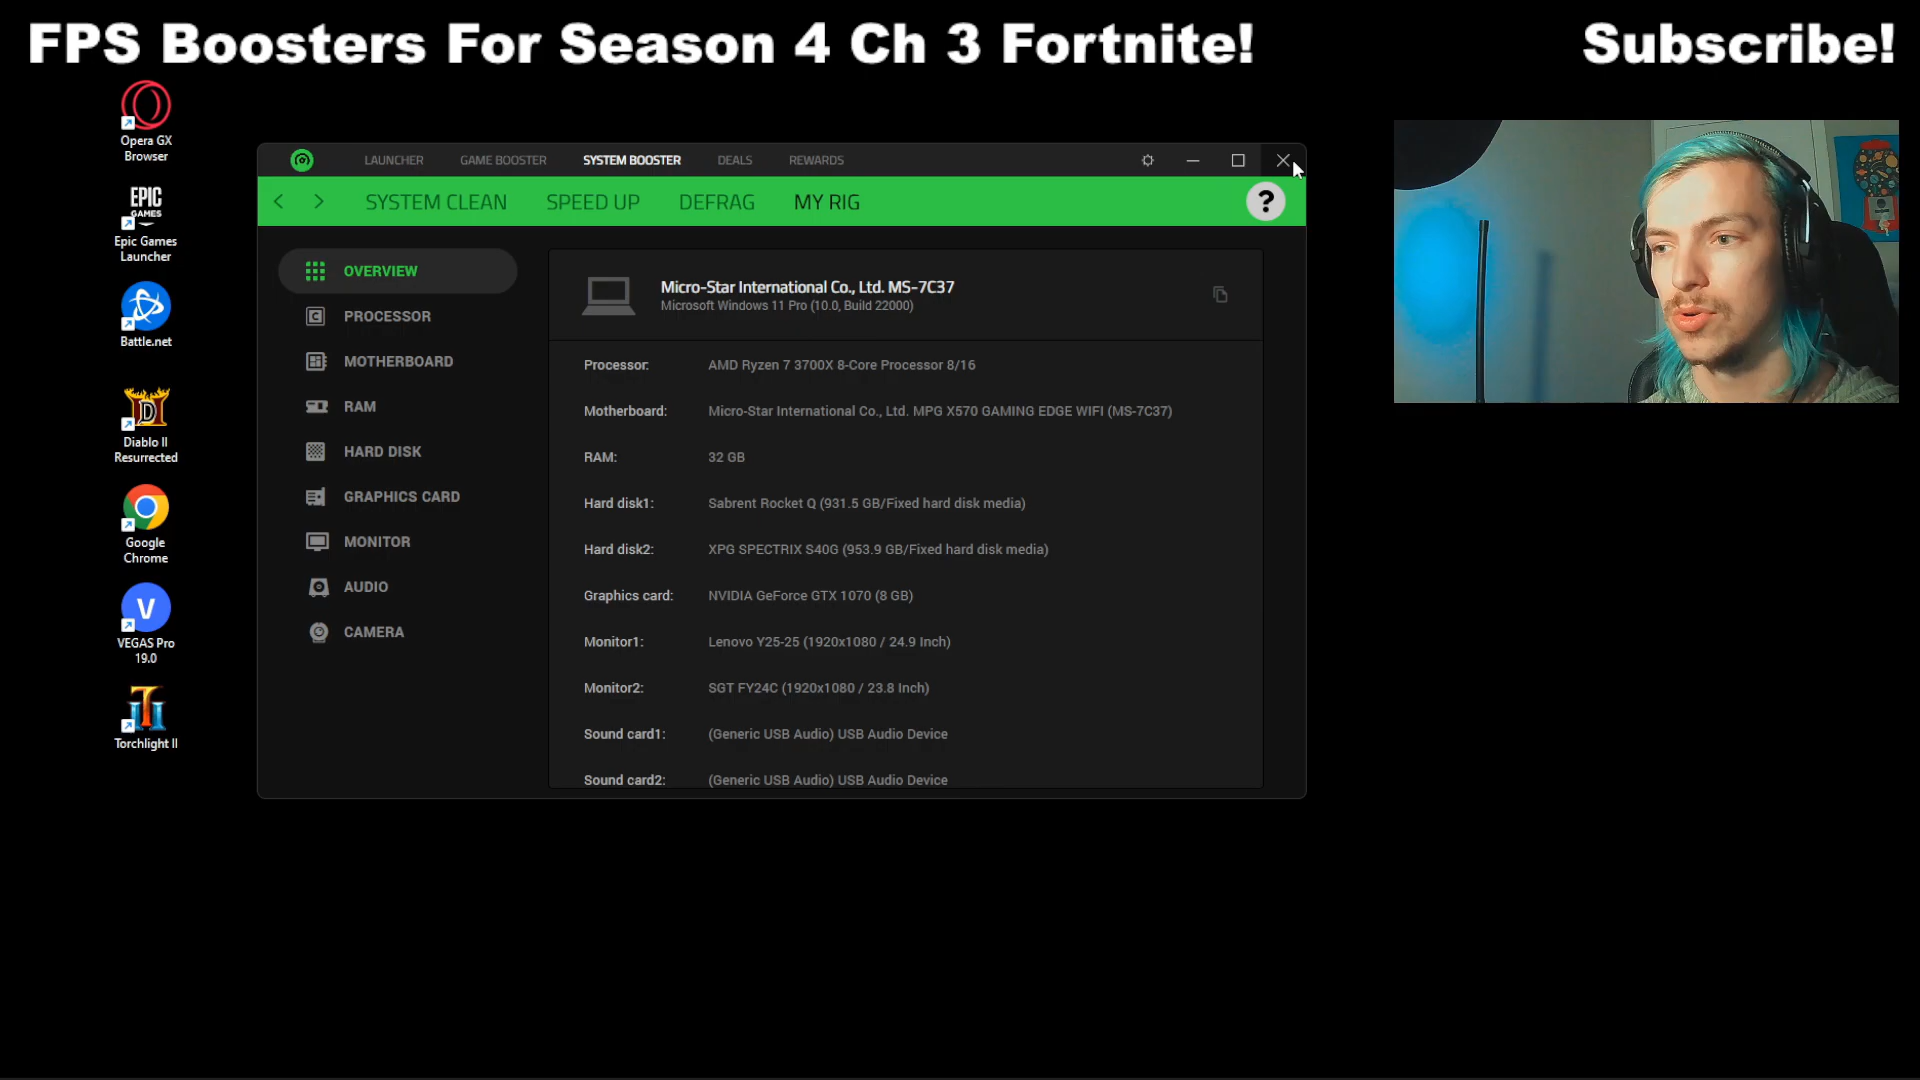 FPS Boosters For Season 4 Ch 3 Fortnite!
Subscribe!
Opera GX
Browser
EPIC
GAMES
Epic Games
Launcher
Battle.net
Diablo II
Resurrected
Google
Chrome
V
VEGAS Pro
19.0
Torchlight II
LAUNCHER
GAME BOOSTER
SYSTEM BOOSTER
DEALS
REWARDS
SYSTEM CLEAN
SPEED UP
DEFRAG
MY RIG
?
OVERVIEW
PROCESSOR
MOTHERBOARD
RAM
HARD DISK
GRAPHICS CARD
MONITOR
AUDIO
CAMERA
Micro-Star International Co., Ltd. MS-7C37
Microsoft Windows 11 Pro (10.0, Build 22000)
Processor: AMD Ryzen 7 3700X 8-Core Processor 8/16
Motherboard: Micro-Star International Co., Ltd. MPG X570 GAMING EDGE WIFI (MS-7C37)
RAM: 32 GB
Hard disk1: Sabrent Rocket Q (931.5 GB/Fixed hard disk media)
Hard disk2: XPG SPECTRIX S40G (953.9 GB/Fixed hard disk media)
Graphics card: NVIDIA GeForce GTX 1070 (8 GB)
Monitor1: Lenovo Y25-25 (1920x1080 / 24.9 Inch)
Monitor2: SGT FY24C (1920x1080 / 23.8 Inch)
Sound card1: (Generic USB Audio) USB Audio Device
Sound card2: (Generic USB Audio) USB Audio Device